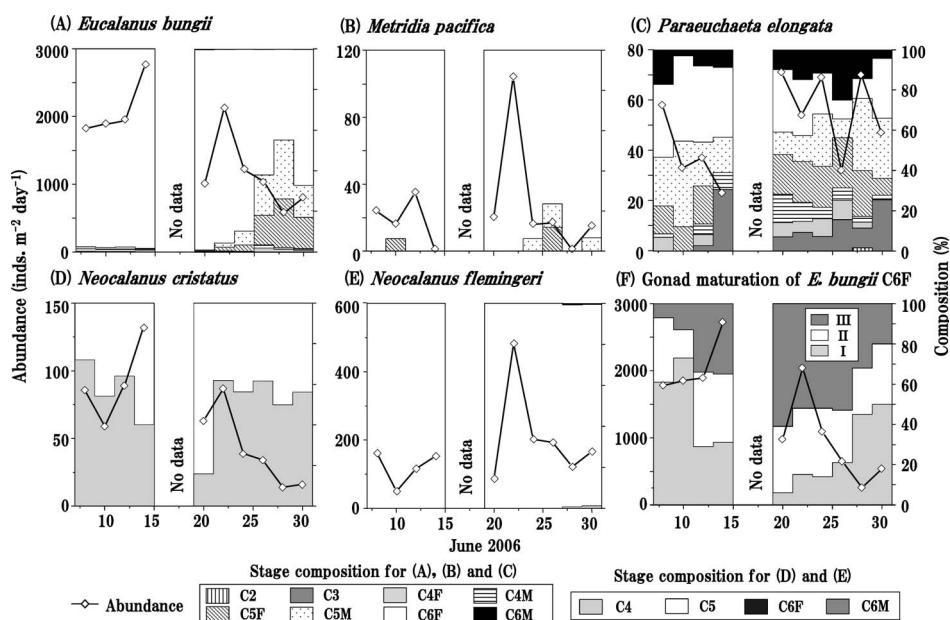 (A) Eucalanus bungii
(B) Metridia pacifica
(C) Paraeuchaeta elongata
3000
2000
1000
0
No data
120
80
40
0
No data
80
60
40
20
0
No data
100
80
60
40
20
0
Abundance (inds. m⁻² day⁻¹)
Composition (%)
(D) Neocalanus cristatus
(E) Neocalanus flemingeri
(F) Gonad maturation of E. bungii C6F
150
100
50
0
No data
10 15 20 25 30
600
400
200
0
No data
10 15 20 25 30
3000
2000
1000
0
No data
III
II
I
100
80
60
40
20
0
10 15 20 25 30
June 2006
Stage composition for (A), (B) and (C)
Abundance
C2 C3 C4F C4M
C5F C5M C6F C6M
Stage composition for (D) and (E)
C4 C5 C6F C6M